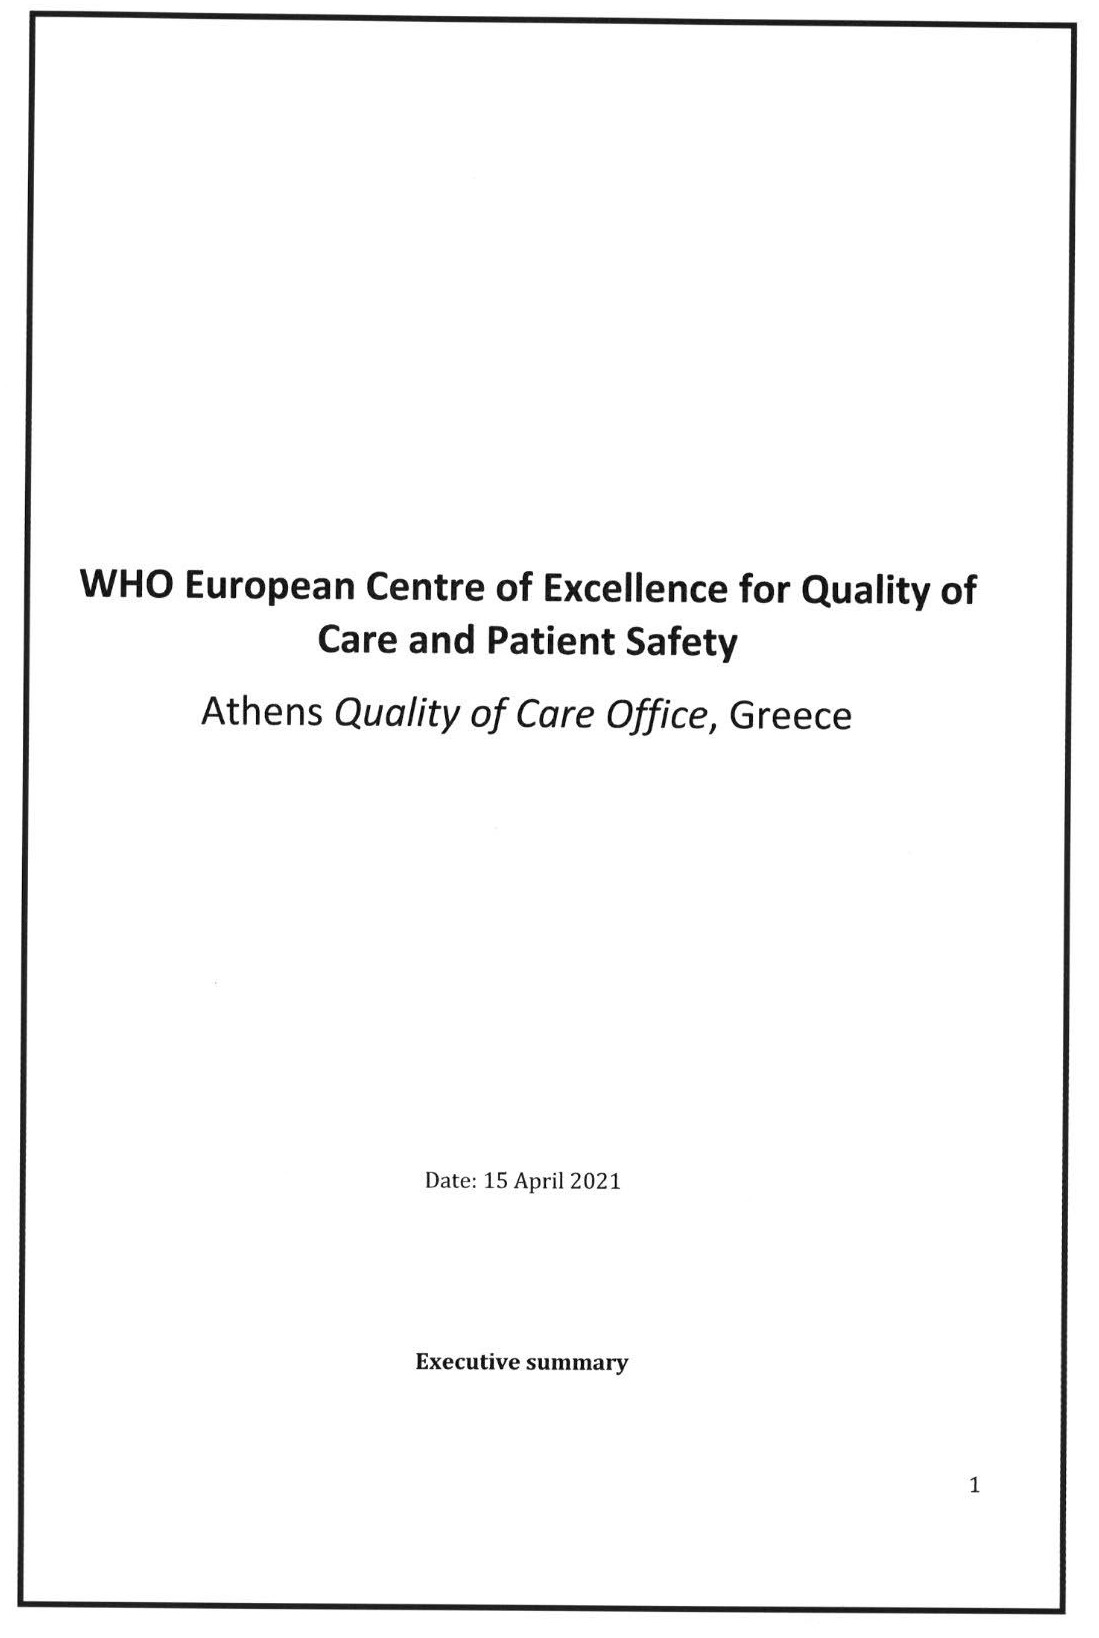 WHO European Centre of Excellence for Quality of
Care and Patient Safety
Athens Quality of Care Office, Greece
Date: 15 April 2021
Executive summary
1